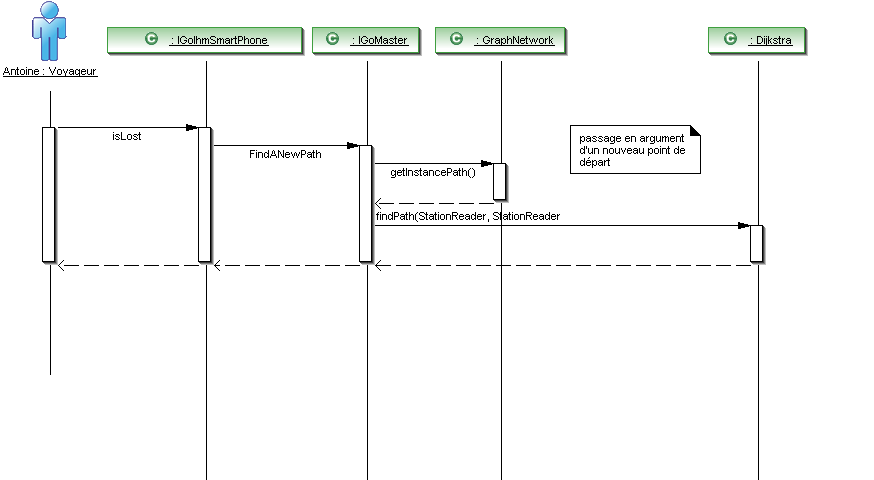 : IGoIhmSmartPhone
: IGoMaster
: GraphNetwork
: Dijkstra
Antoine : Voyageur
isLost
FindANewPath
getInstancePath()
passage en argument
d'un nouveau point de
départ
findPath(StationReader, StationReader